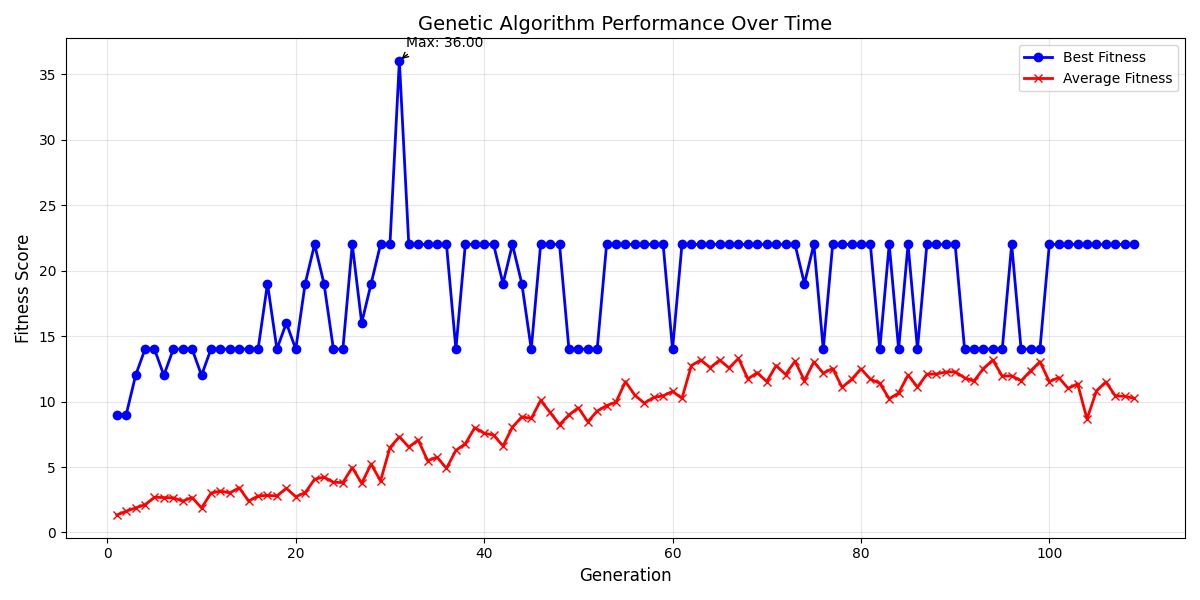 Genetic Algorithm Performance Over Time
Max: 36.00
Best Fitness
Average Fitness
Fitness Score
35
30
25
20
15
10
5
0
0 20 40 60 80 100
Generation